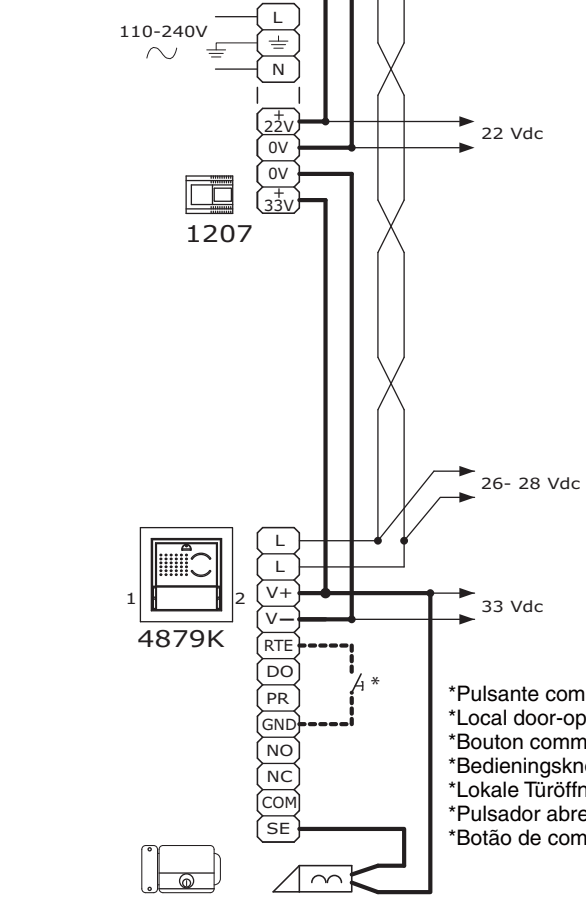 110-240V
L
N
+
22V
0V
0V
+
33V
1207
22 Vdc
26- 28 Vdc
L
L
1
2
V+
V—
33 Vdc
4879K
RTE
DO
PR
GND
NO
NC
COM
SE
*
*Pulsante com
*Local door-op
*Bouton comm
*Bedieningskn
*Lokale Türöffn
*Pulsador abre
*Botão de com